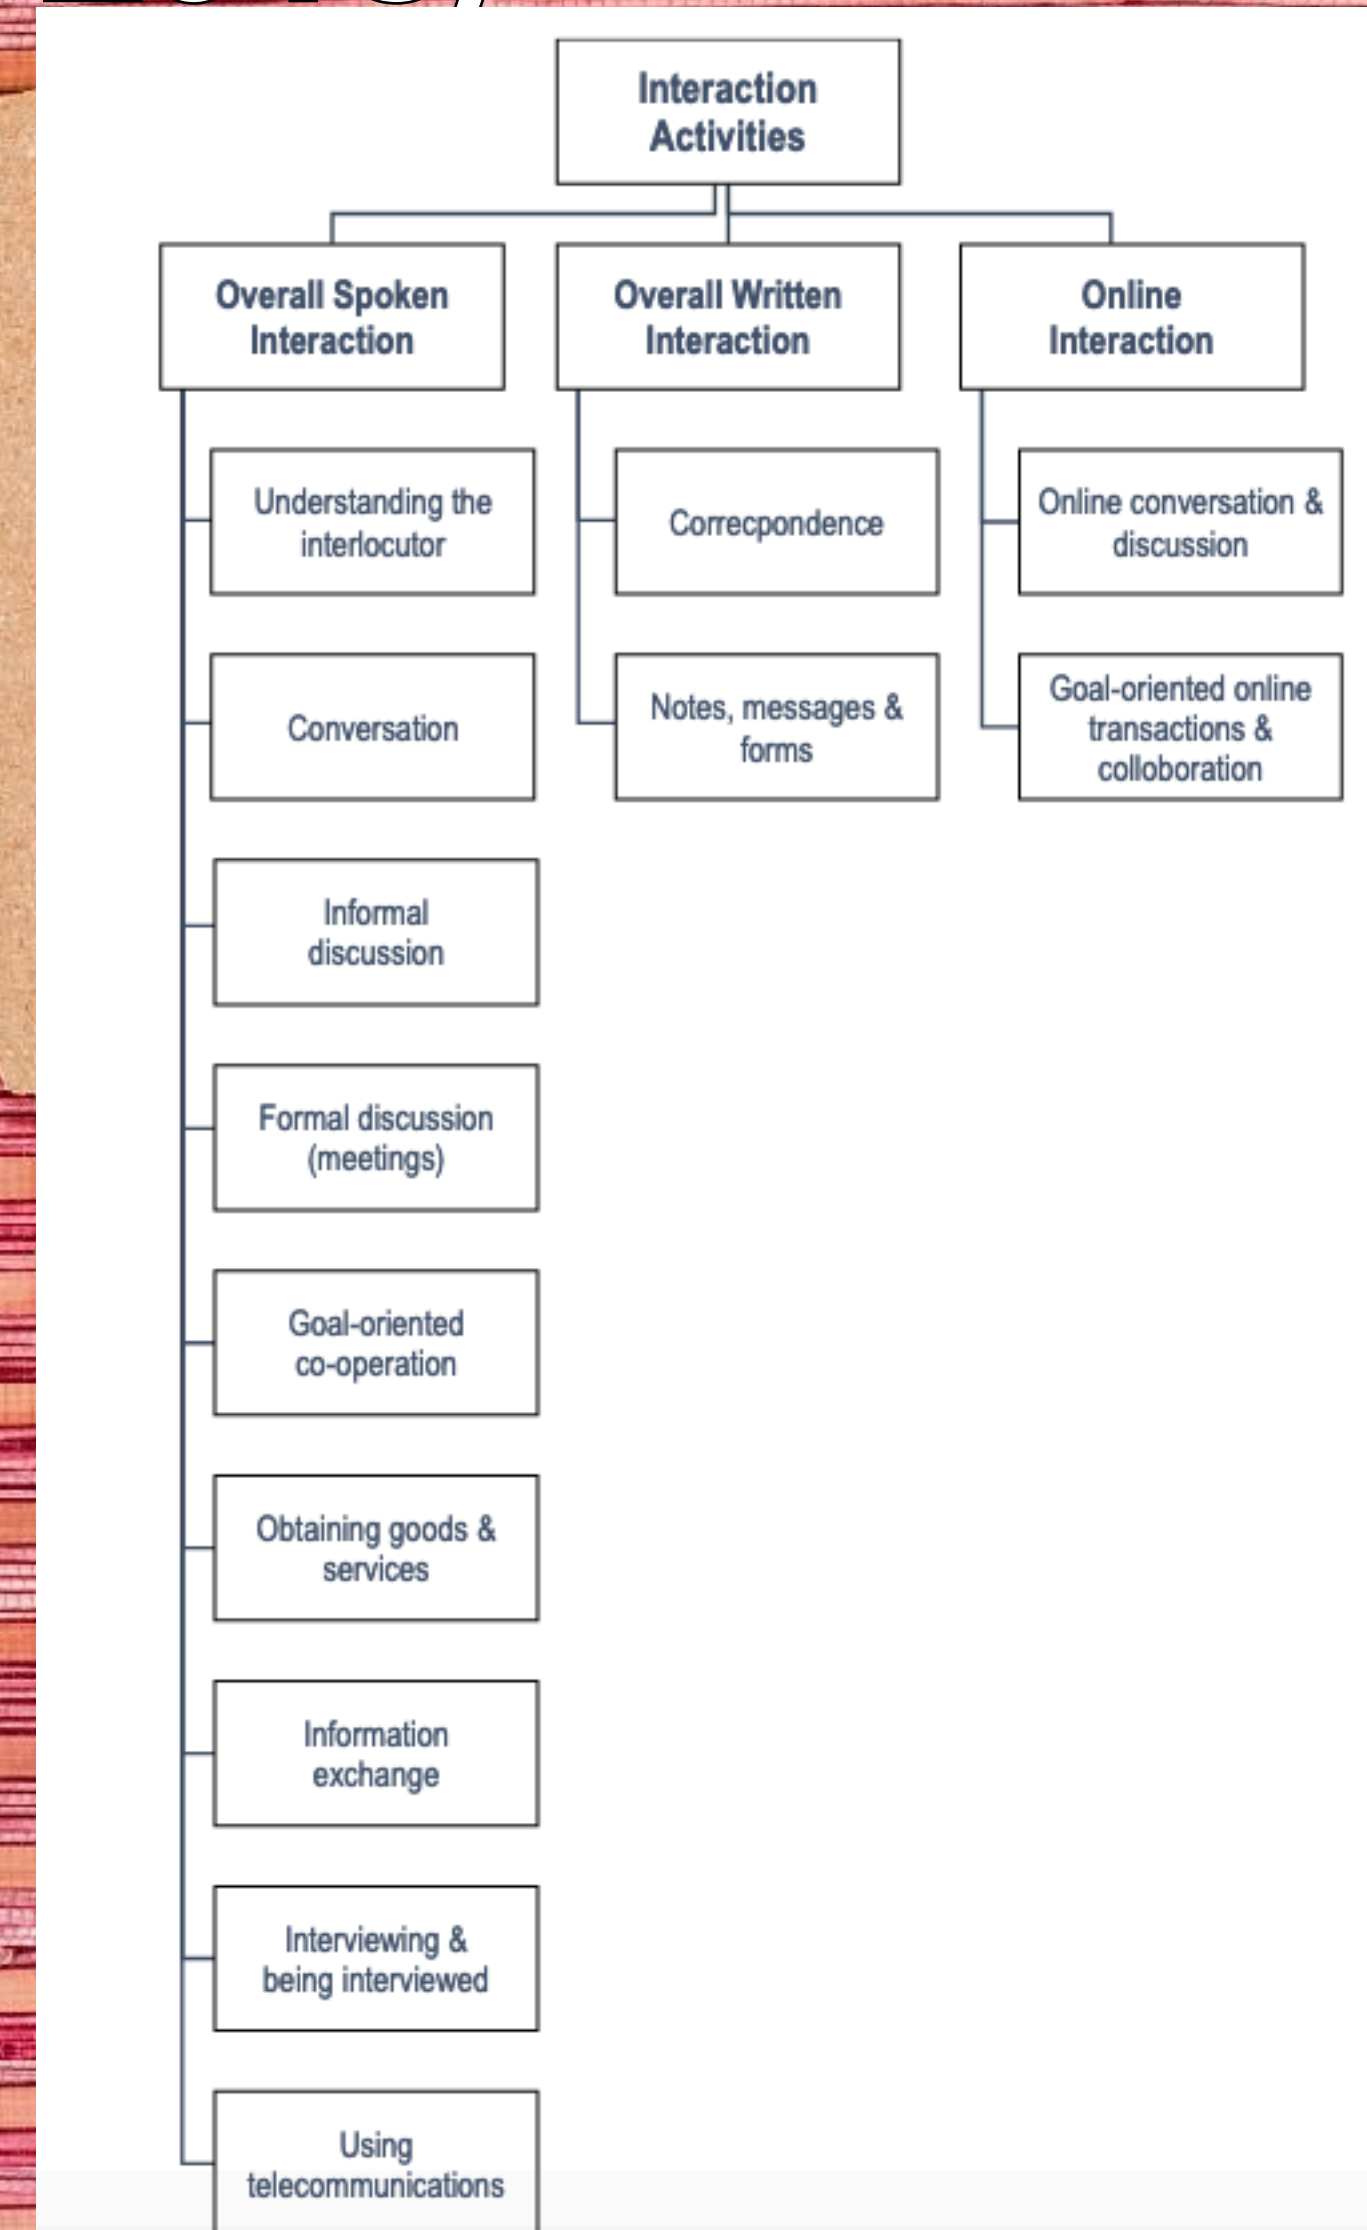 Interaction
Activities
Overall Spoken
Interaction
Overall Written
Interaction
Online
Interaction
Understanding the
interlocutor
Correcpondence
Online conversation &
discussion
Conversation
Notes, messages &
forms
Goal-oriented online
transactions &
colloboration
Informal
discussion
Formal discussion
(meetings)
Goal-oriented
co-operation
Obtaining goods &
services
Information
exchange
Interviewing &
being interviewed
Using
telecommunications